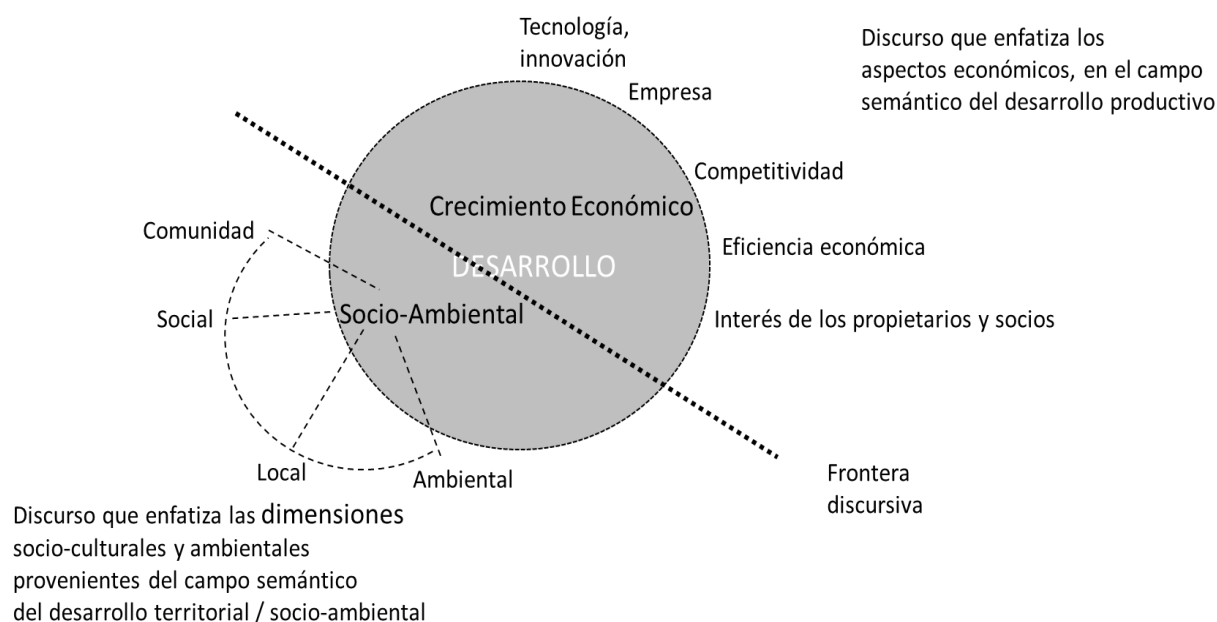 Tecnología,
innovación
Discurso que enfatiza los
aspectos económicos, en el campo
semántico del desarrollo productivo
Empresa
Competitividad
Crecimiento Económico
Comunidad
Eficiencia económica
DESARROLLO
Socio-Ambiental
Social
Interés de los propietarios y socios
Local
Ambiental
Frontera
discursiva
Discurso que enfatiza las dimensiones
socio-culturales y ambientales
provenientes del campo semántico
del desarrollo territorial / socio-ambiental